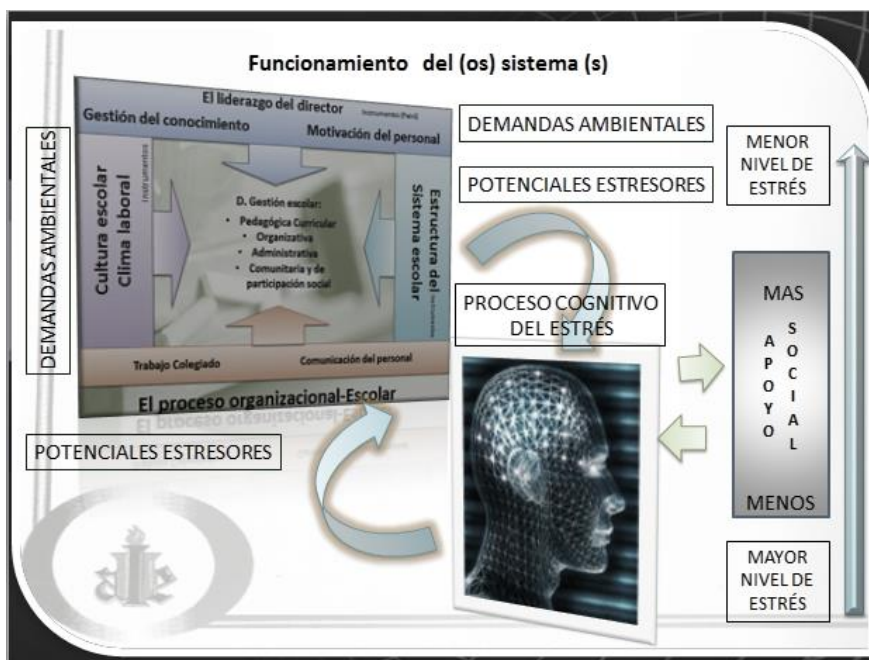 Funcionamiento del (os) sistema (s)
El liderazgo del director
Gestión del conocimiento
Motivación del personal
DEMANDAS AMBIENTALES
Cultura escolar
Clima laboral
Instrumentos
D. Gestión escolar:
• Pedagógica Curricular
• Organizativa
• Administrativa
• Comunitaria y de
participación social
Estructura del
Sistema escolar
Trabajo Colegiado
Comunicación del personal
El proceso organizacional-Escolar
POTENCIALES ESTRESORES
DEMANDAS AMBIENTALES
POTENCIALES ESTRESORES
PROCESO COGNITIVO
DEL ESTRÉS
MENOR
NIVEL DE
ESTRÉS
MAS
APOYO
SOCIAL
MENOS
MAYOR
NIVEL DE
ESTRÉS